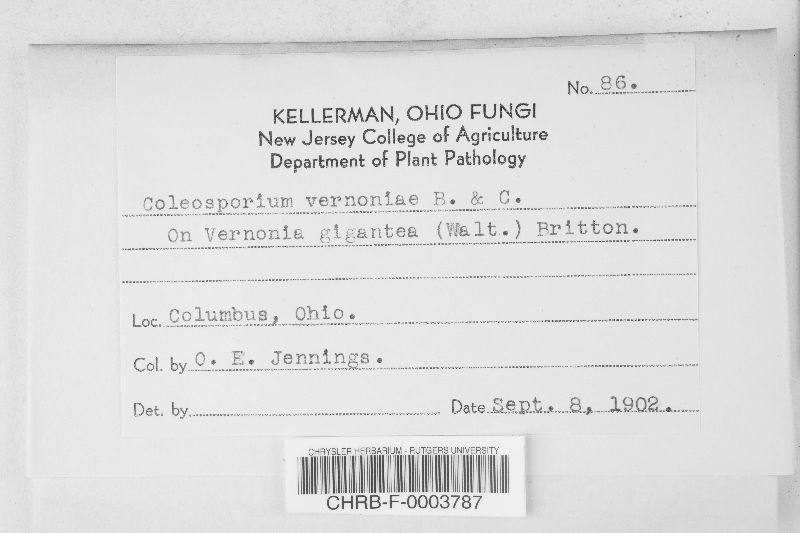 No. 86.
KELLERMAN, OHIO FUNGI
New Jersey College of Agriculture
Department of Plant Pathology
Coleosporium vernoniae B. & C.
On Vernonia gigantea (Walt.) Britton.
Loc. Columbus, Ohio.
Col. by O. E. Jennings.
Det. by
Date Sept. 8, 1902.
CHRYSLER HERBARIUM - RUTGERS UNIVERSITY
CHRB-F-0003787